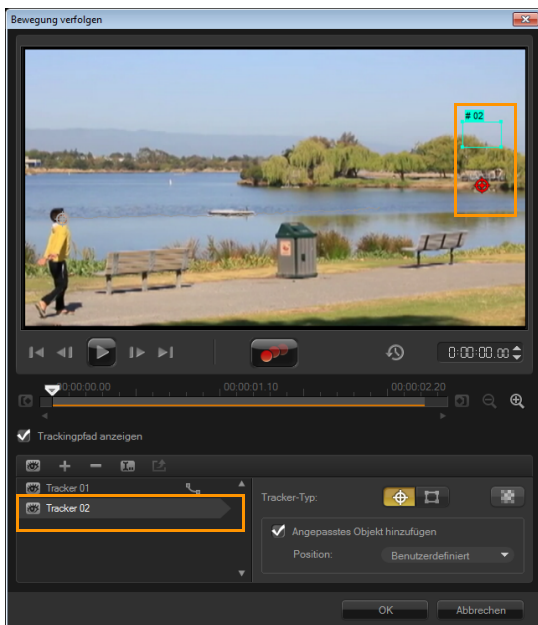 Bewegung verfolgen
# 02
0:00:00.00
00:00:00.00
00:00:01.10
00:00:02.20
Trackingpfad anzeigen
Tracker 01
Tracker 02
Tracker-Typ:
Angepasstes Objekt hinzufügen
Position:
Benutzerdefiniert
OK
Abbrechen